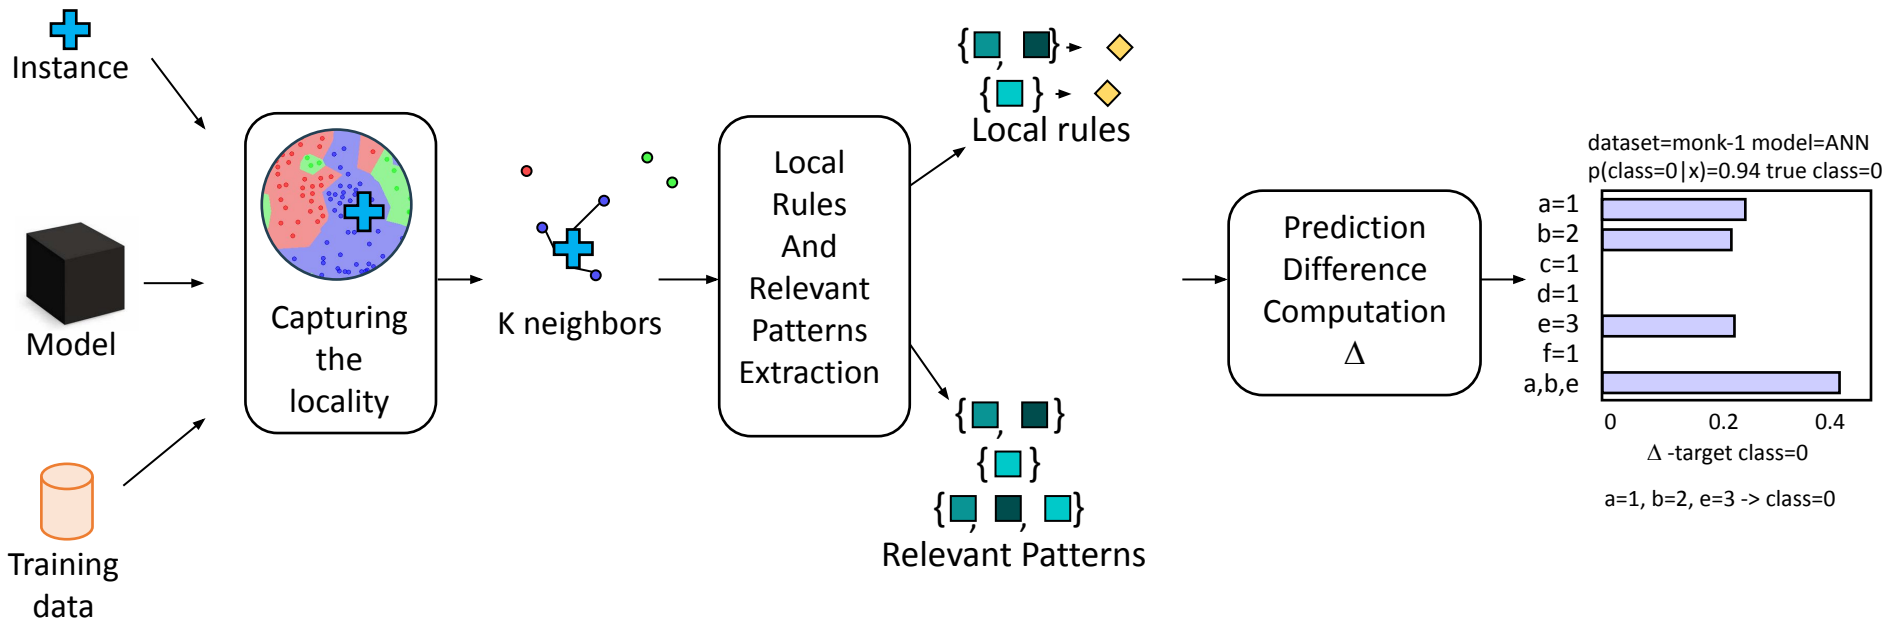 Instance
Model
Training
data
Capturing
the
locality
K neighbors
Local
Rules
And
Relevant
Patterns
Extraction
{ , }
{ }
Local rules
{ , }
{ }
{ , , }
Relevant Patterns
Prediction
Difference
Computation
Δ
dataset=monk-1 model=ANN
p(class=0|x)=0.94 true class=0
a=1
b=2
c=1
d=1
e=3
f=1
a,b,e
0 0.2 0.4
Δ -target class=0
a=1, b=2, e=3 -> class=0